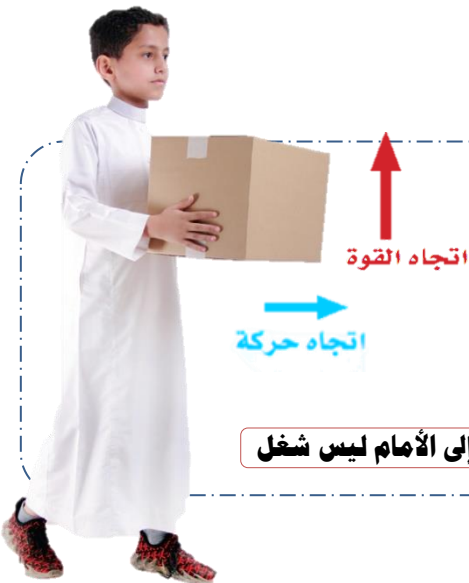 اتجاه القوة
اتجاه حركة
إلى الأمام ليس شغل